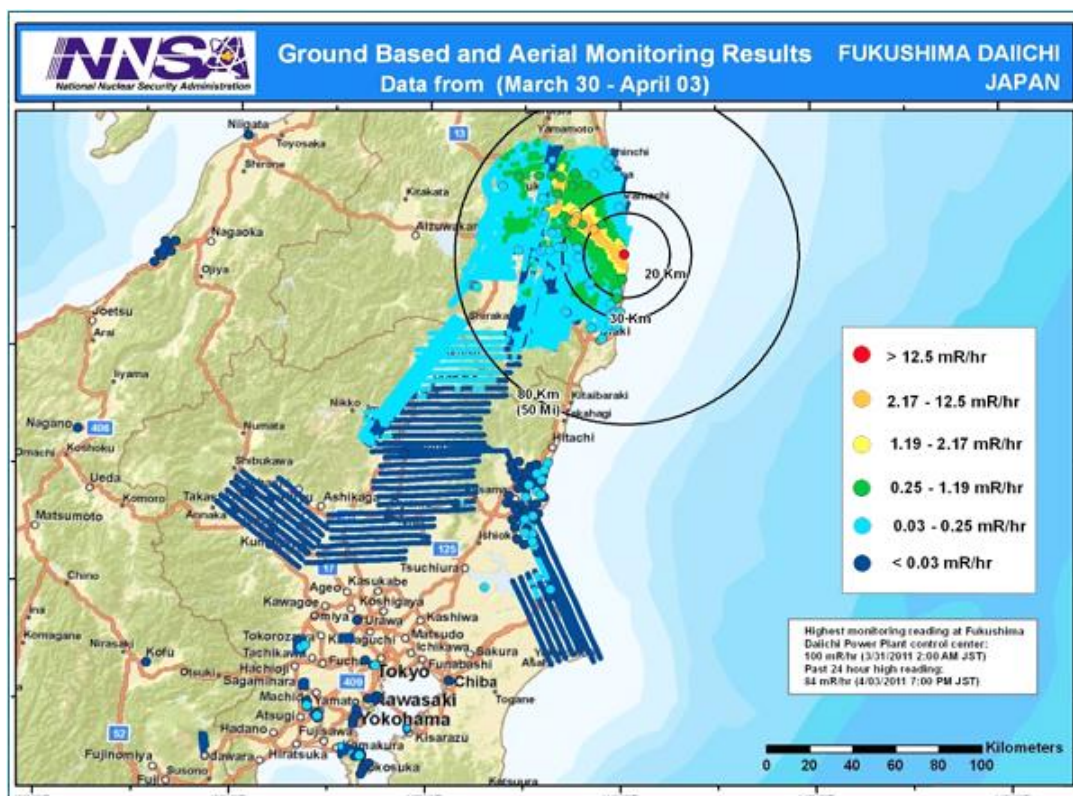 NNSA
National Nuclear Security Administration
Ground Based and Aerial Monitoring Results
Data from (March 30 - April 03)
FUKUSHIMA DAIICHI
JAPAN
Niigata
Toyosaka
Shirone
13
Yamamoto
Kitakata
Aizuwakam
Nagaoka
Ojiya
20 Km
30 Km
Joetsu
Arai
Iiyama
Nikko
80 Km
(50 Mi)
Kitaibaraki
Takahagi
Hitachi
Nagano
406
Omachi
Koshoku
Numata
Ueda
Shibukawa
Komoro
Annaka
Ashikaga
Matsumoto
Ishiok
125
17
Tsuchiura
Chino
ina
Komagane
Nirasaki
Kofu
Otsuki
Ageo
Kasukabe
Kawagoe
Koshigaya
Omiya
Urawa
Kashiwa
Tokorozawa
Matsudo
Tachikawa
Ichikawa
Sakura
Hachioji
Fuchu
Funabashi
Tokyo
Sagamihara
409
Chiba
Machida
Yamato
Kawasaki
Togane
Atsugi
Yokohama
52
Hadano
Fujisawa
Kisarazu
Fujinomiya
Odawara
Hiratsuka
Fuji
Susono
Katsuura
> 12.5 mR/hr
2.17 - 12.5 mR/hr
1.19 - 2.17 mR/hr
0.25 - 1.19 mR/hr
0.03 - 0.25 mR/hr
< 0.03 mR/hr
Highest monitoring reading at Fukushima
Daiichi Power Plant control center:
100 mR/hr (3/31/2011 2:00 AM JST)
Past 24 hour high reading:
84 mR/hr (4/03/2011 7:00 PM JST)
Kilometers
0 20 40 60 80 100